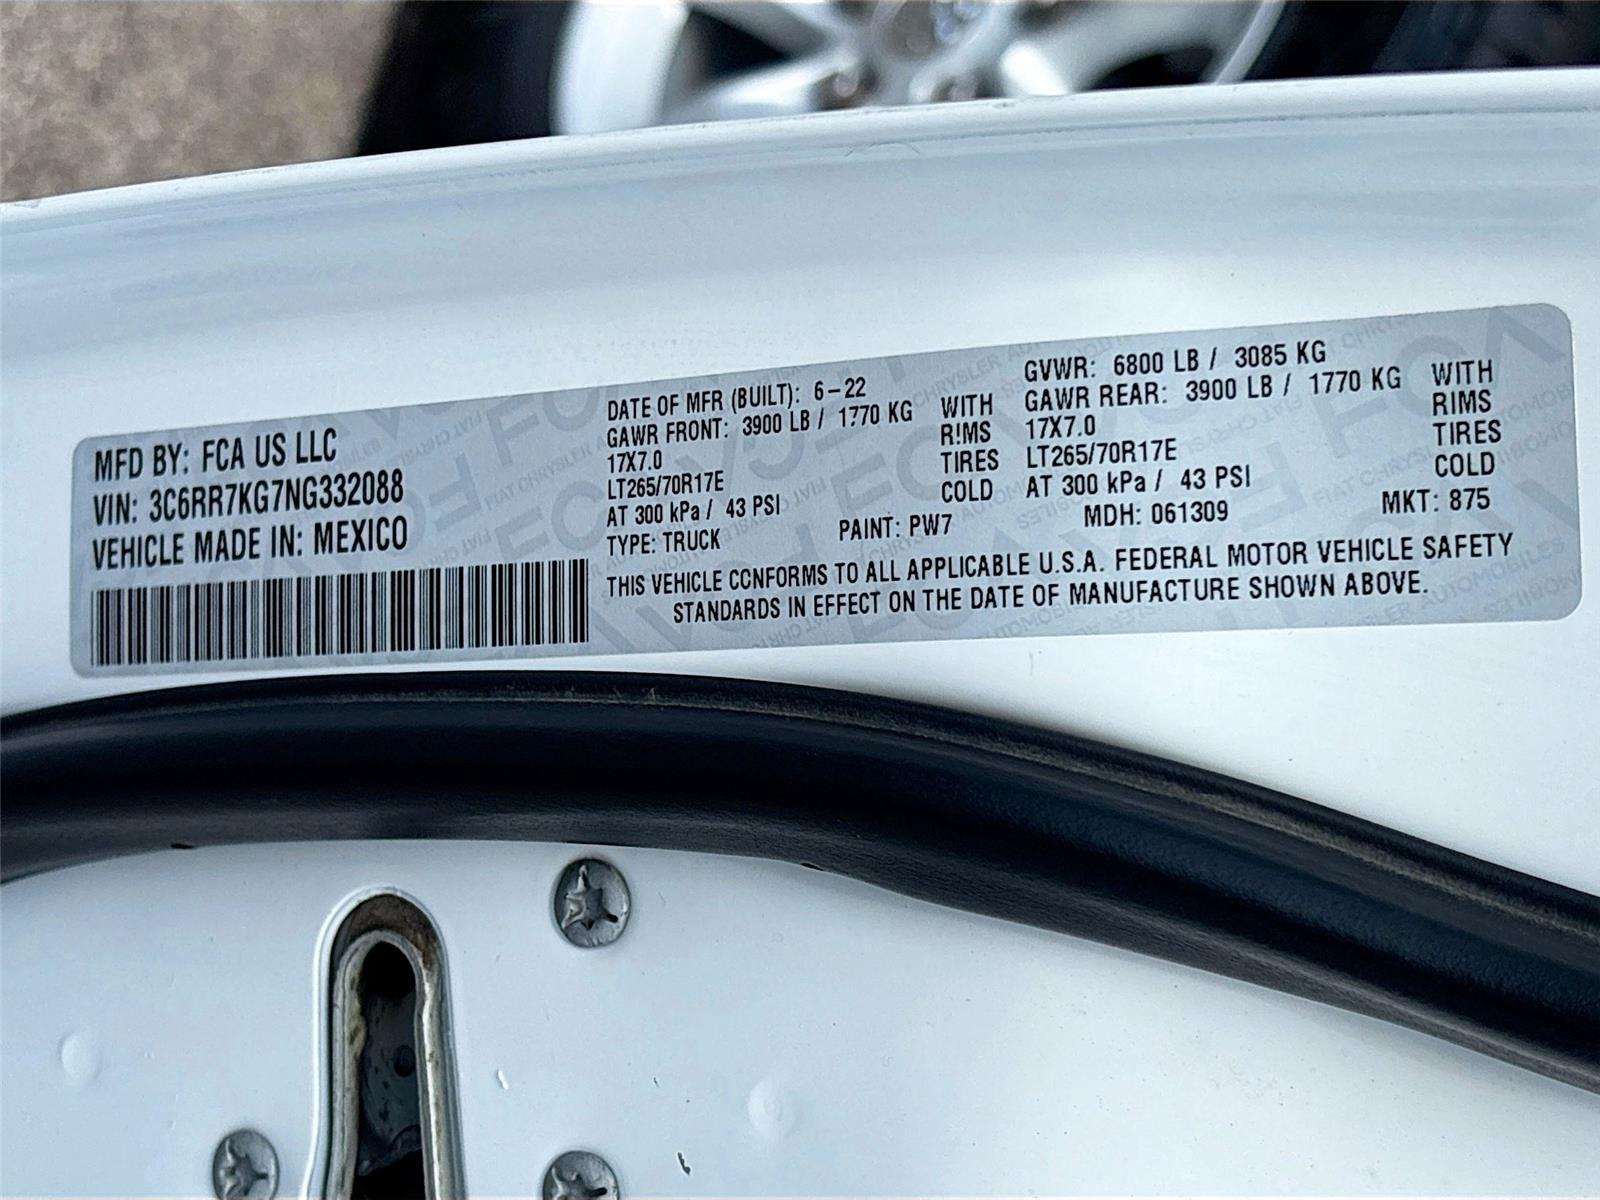 MFD BY: FCA US LLC
VIN: 3C6RR7KG7NG332088
VEHICLE MADE IN: MEXICO
DATE OF MFR (BUILT): 6-22
GAWR FRONT: 3900 LB / 1770 KG WITH
17X7.0 RIMS
LT265/70R17E TIRES
AT 300 kPa / 43 PSI COLD
TYPE: TRUCK PAINT: PW7
GVWR: 6800 LB / 3085 KG
GAWR REAR: 3900 LB / 1770 KG WITH
17X7.0 RIMS
LT265/70R17E TIRES
AT 300 kPa / 43 PSI COLD
MDH: 061309 MKT: 875
THIS VEHICLE CONFORMS TO ALL APPLICABLE U.S.A. FEDERAL MOTOR VEHICLE SAFETY
STANDARDS IN EFFECT ON THE DATE OF MANUFACTURE SHOWN ABOVE.